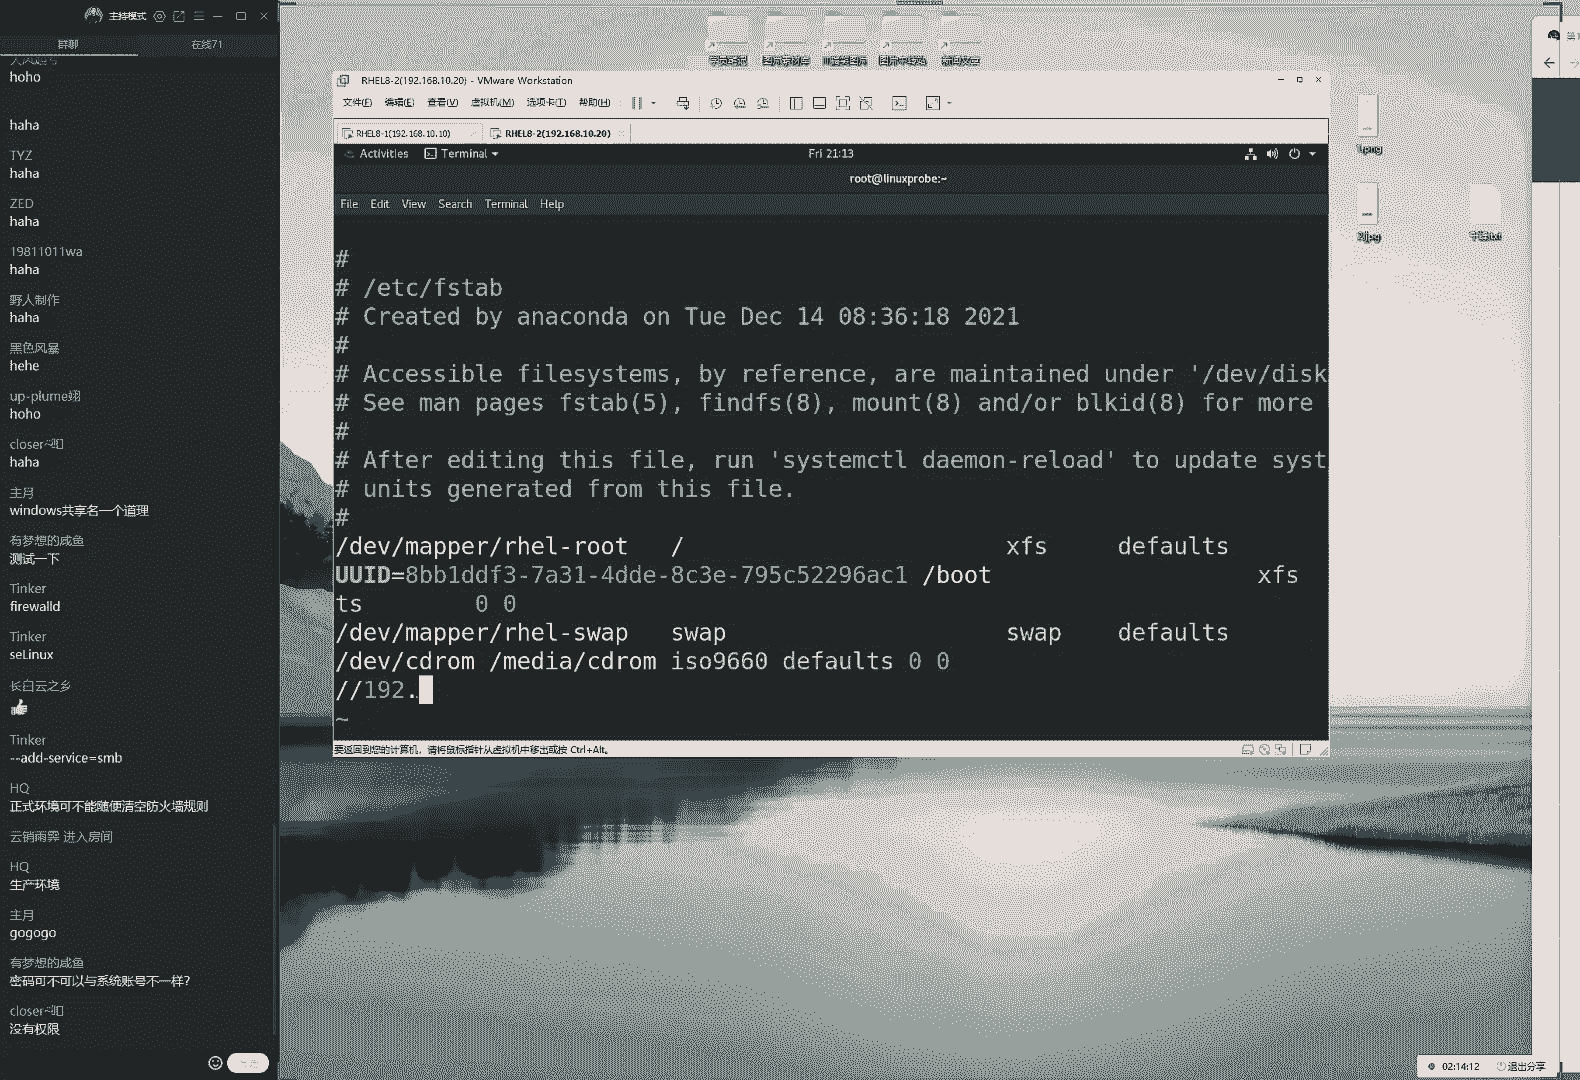 主持模式
群聊
在线71
hoho
haha
TYZ
haha
ZED
haha
19811011wa
haha
野人制作
haha
黑色风暴
hehe
up-plume翊
hoho
closer~
haha
主月
windows共享名一个道理
有梦想的咸鱼
测试一下
Tinker
firewalld
Tinker
seLinux
长白云之乡
Tinker
--add-service=smb
HQ
正式环境可不能随便清空防火墙规则
云销雨霁 进入房间
HQ
生产环境
主月
gogogo
有梦想的咸鱼
密码可不可以与系统账号不一样?
closer~
没有权限
RHEL8-2(192.168.10.20) - VMware Workstation
文件(F) 编辑(E) 查看(V) 虚拟机(M) 选项卡(T) 帮助(H)
RHEL8-1(192.168.10.10) RHEL8-2(192.168.10.20)
Activities Terminal Fri 21:13
root@linuxprobe:~
File Edit View Search Terminal Help
#
# /etc/fstab
# Created by anaconda on Tue Dec 14 08:36:18 2021
#
# Accessible filesystems, by reference, are maintained under '/dev/disk
# See man pages fstab(5), findfs(8), mount(8) and/or blkid(8) for more
#
# After editing this file, run 'systemctl daemon-reload' to update syst
# units generated from this file.
#
/dev/mapper/rhel-root / xfs defaults
UUID=8bb1ddf3-7a31-4dde-8c3e-795c52296ac1 /boot xfs
ts 0 0
/dev/mapper/rhel-swap swap swap defaults
/dev/cdrom /media/cdrom iso9660 defaults 0 0
//192.
~
要返回到您的计算机，请将鼠标指针从虚拟机中移出或按 Ctrl+Alt。
1.png
2.jpg
02:14:12 退出分享